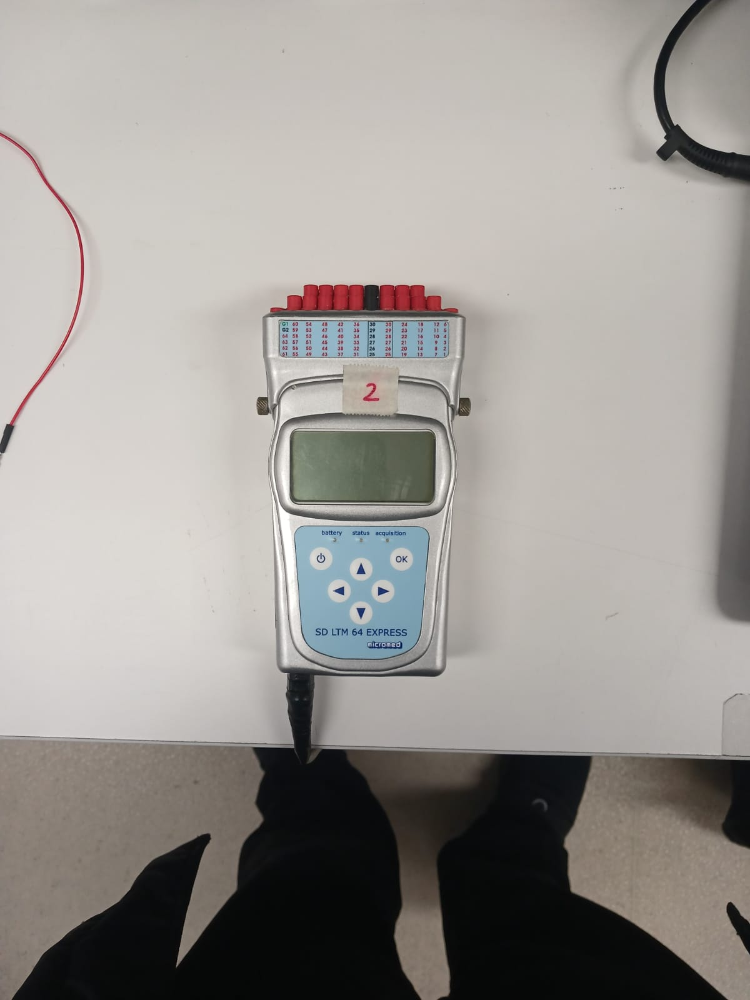 G1 60 54 48 42 36 30 30 24 18 12 6
G2 59 53 47 41 35 29 29 23 17 11 5
64 58 52 46 40 34 28 28 22 16 10 4
63 57 51 45 39 33 27 27 21 15 9 3
62 56 50 44 38 32 26 26 20 14 8 2
61 55 49 43 37 31 25 25 19 13 7 1
2
battery status acquisition
OK
SD LTM 64 EXPRESS
micromed